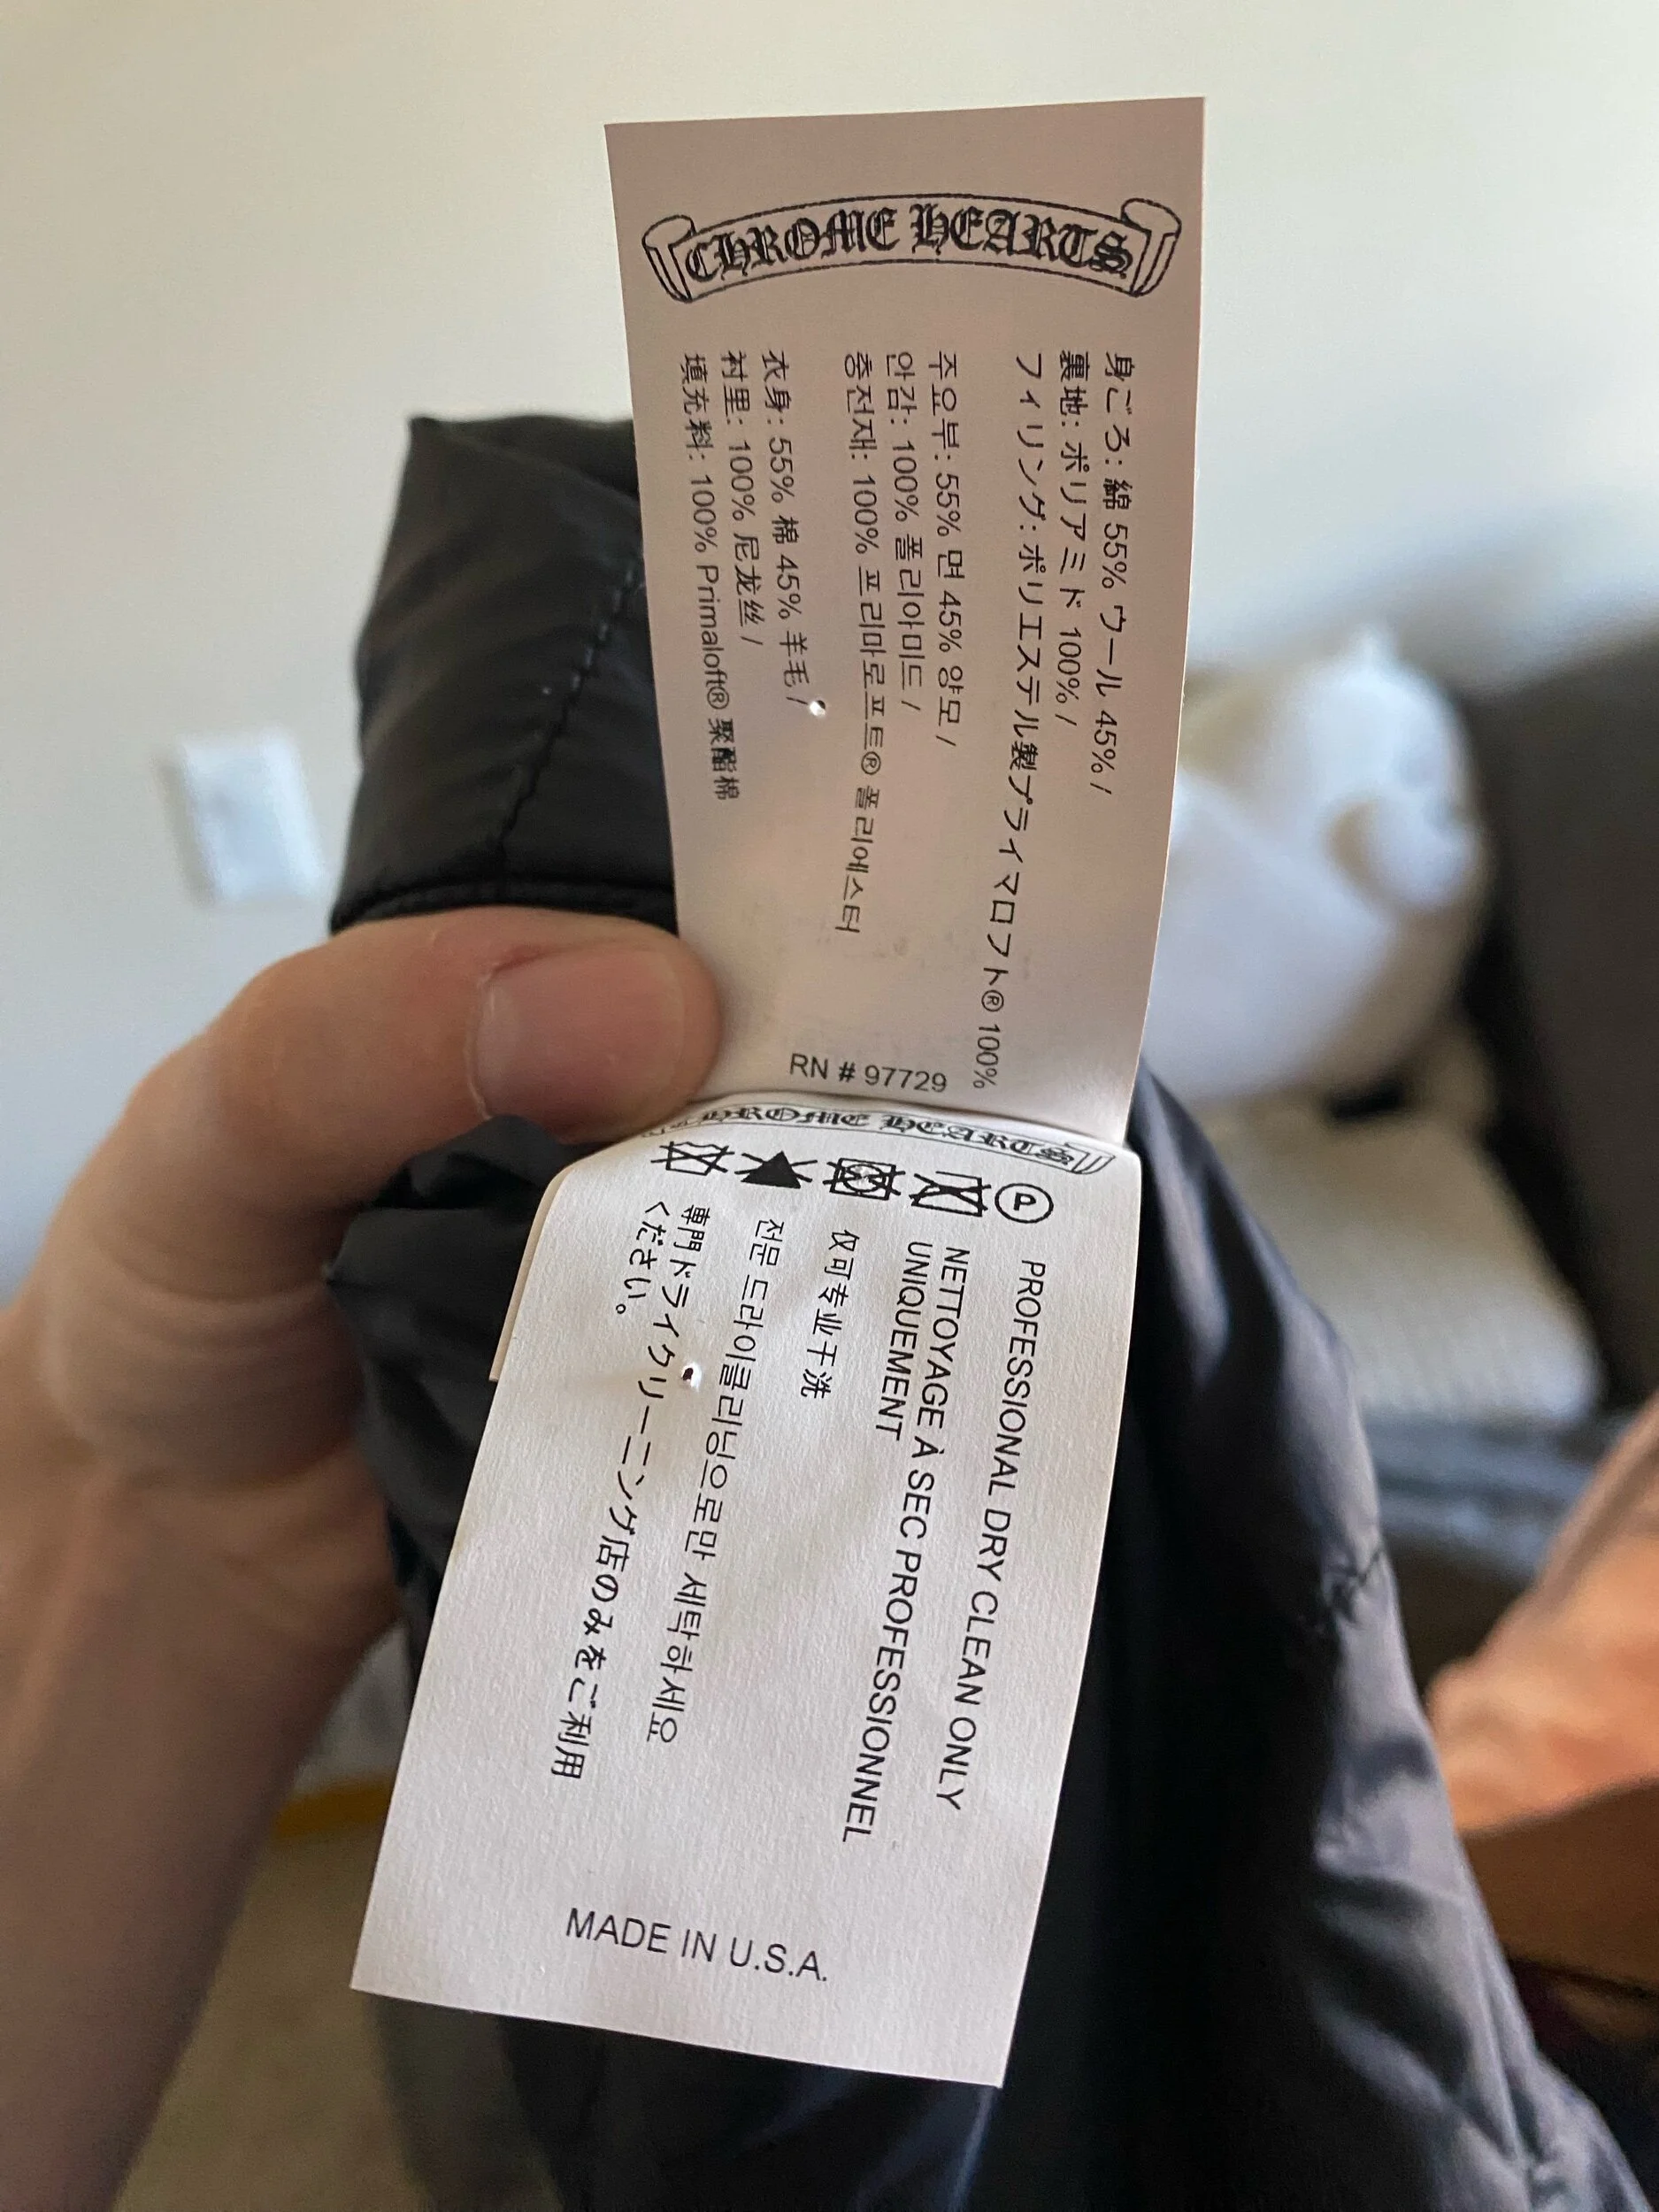 CHROME HEARTS
身ごろ: 綿 55% ウール 45% /
裏地: ポリアミド 100% /
フィリング: ポリエステル製プライマロフト® 100%
주요부: 55% 면 45% 양모 /
안감: 100% 폴리아미드 /
충전재: 100% 프리마로프트® 폴리에스터
衣身: 55% 棉 45% 羊毛 /
衬里: 100% 尼龙丝 /
填充料: 100% Primaloft® 聚酯棉
RN # 97729
CHROME HEARTS
P
PROFESSIONAL DRY CLEAN ONLY
NETTOYAGE À SEC PROFESSIONNEL
UNIQUEMENT
仅可专业干洗
전문 드라이클리닝으로만 세탁하세요
専門ドライクリーニング店のみをご利用
ください。
MADE IN U.S.A.